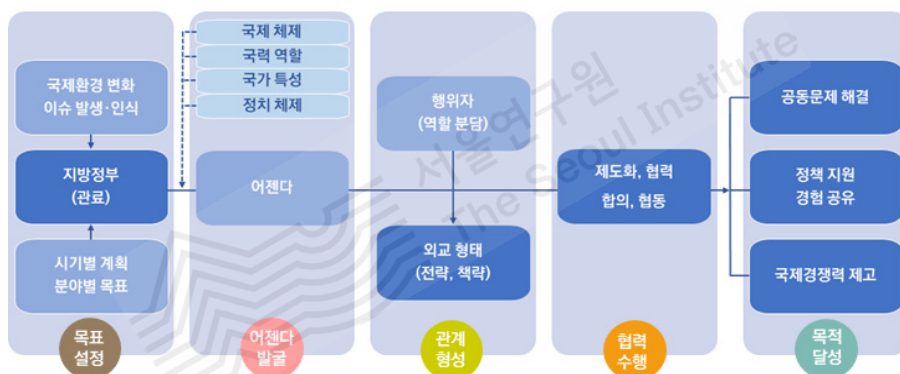 국제환경 변화
이슈 발생·인식
지방정부
(관료)
시기별 계획
분야별 목표
목표
설정
국제 체제
국력 역할
국가 특성
정치 체제
어젠다
어젠다
발굴
행위자
(역할 분담)
외교 형태
(전략, 책략)
관계
형성
제도화, 협력
합의, 협동
협력
수행
공동문제 해결
정책 지원
경험 공유
국제경쟁력 제고
목적
달성
서울연구원
The Seoul Institute